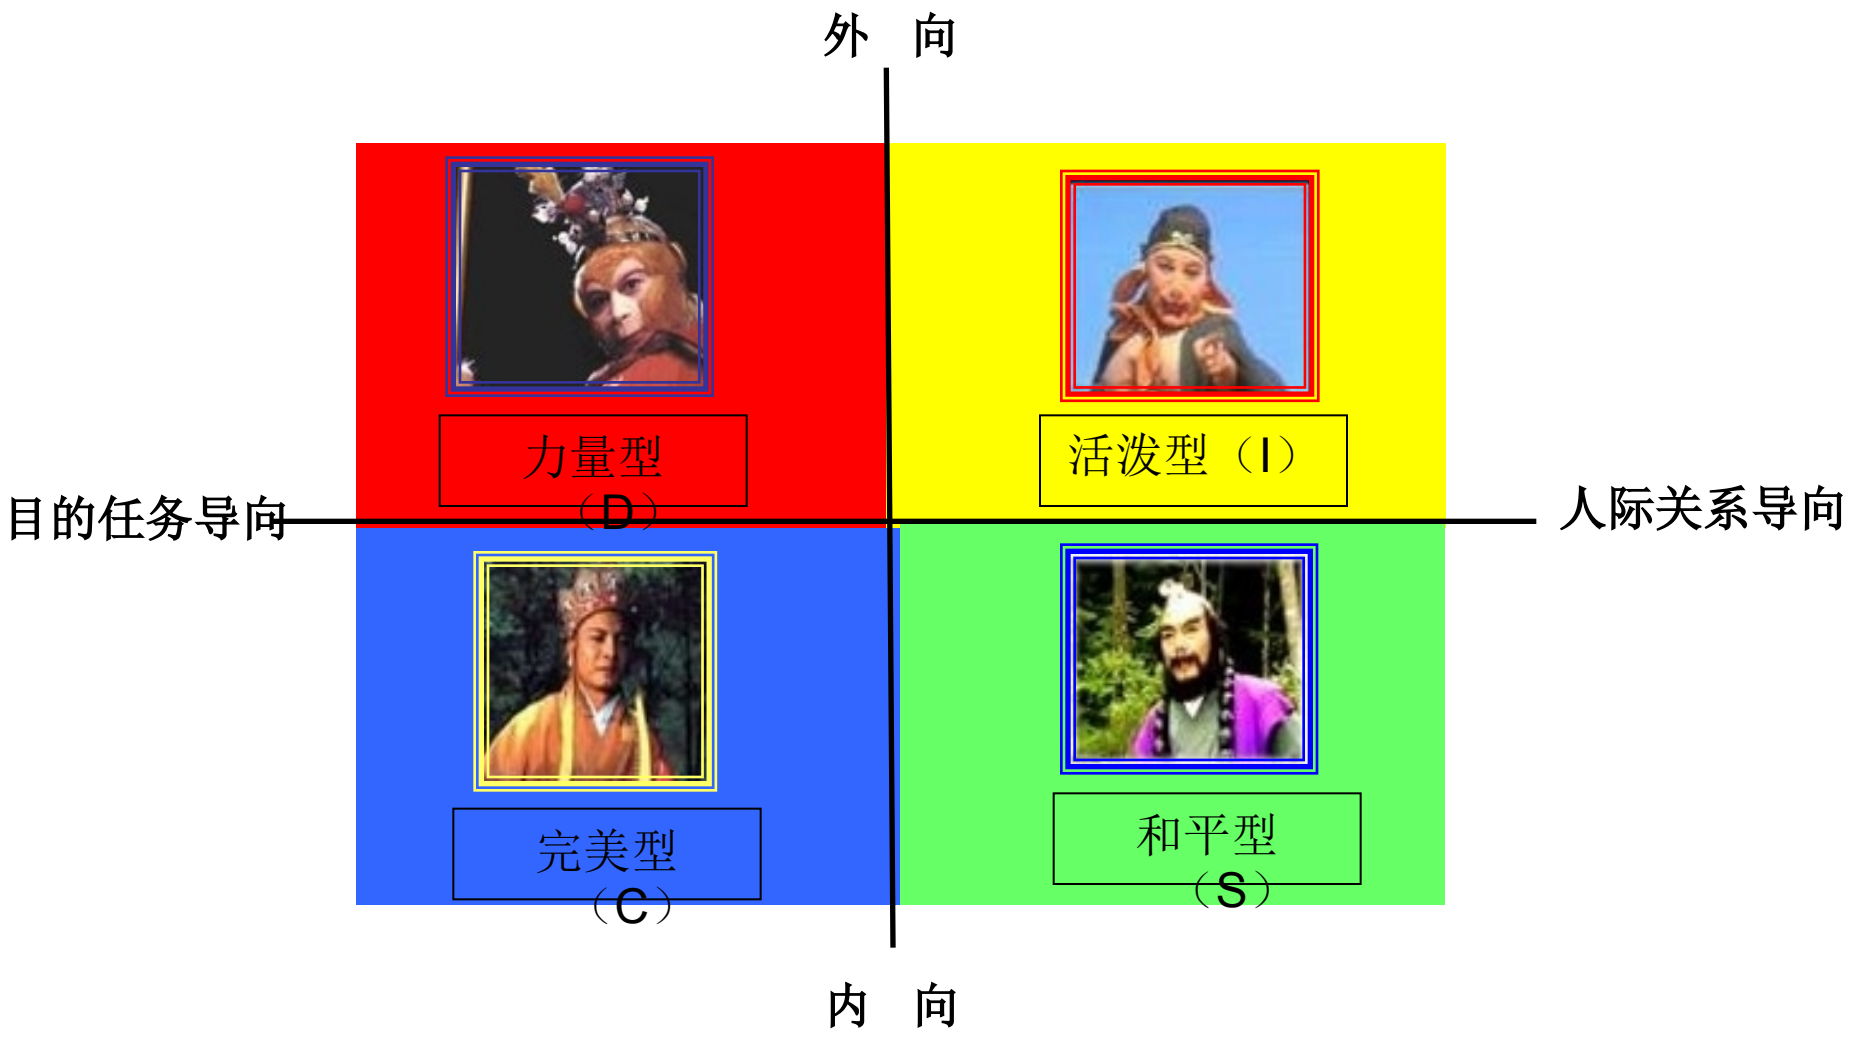 外 向
力量型
（D）
活泼型（I）
目的任务导向
人际关系导向
完美型
（C）
和平型
（S）
内 向